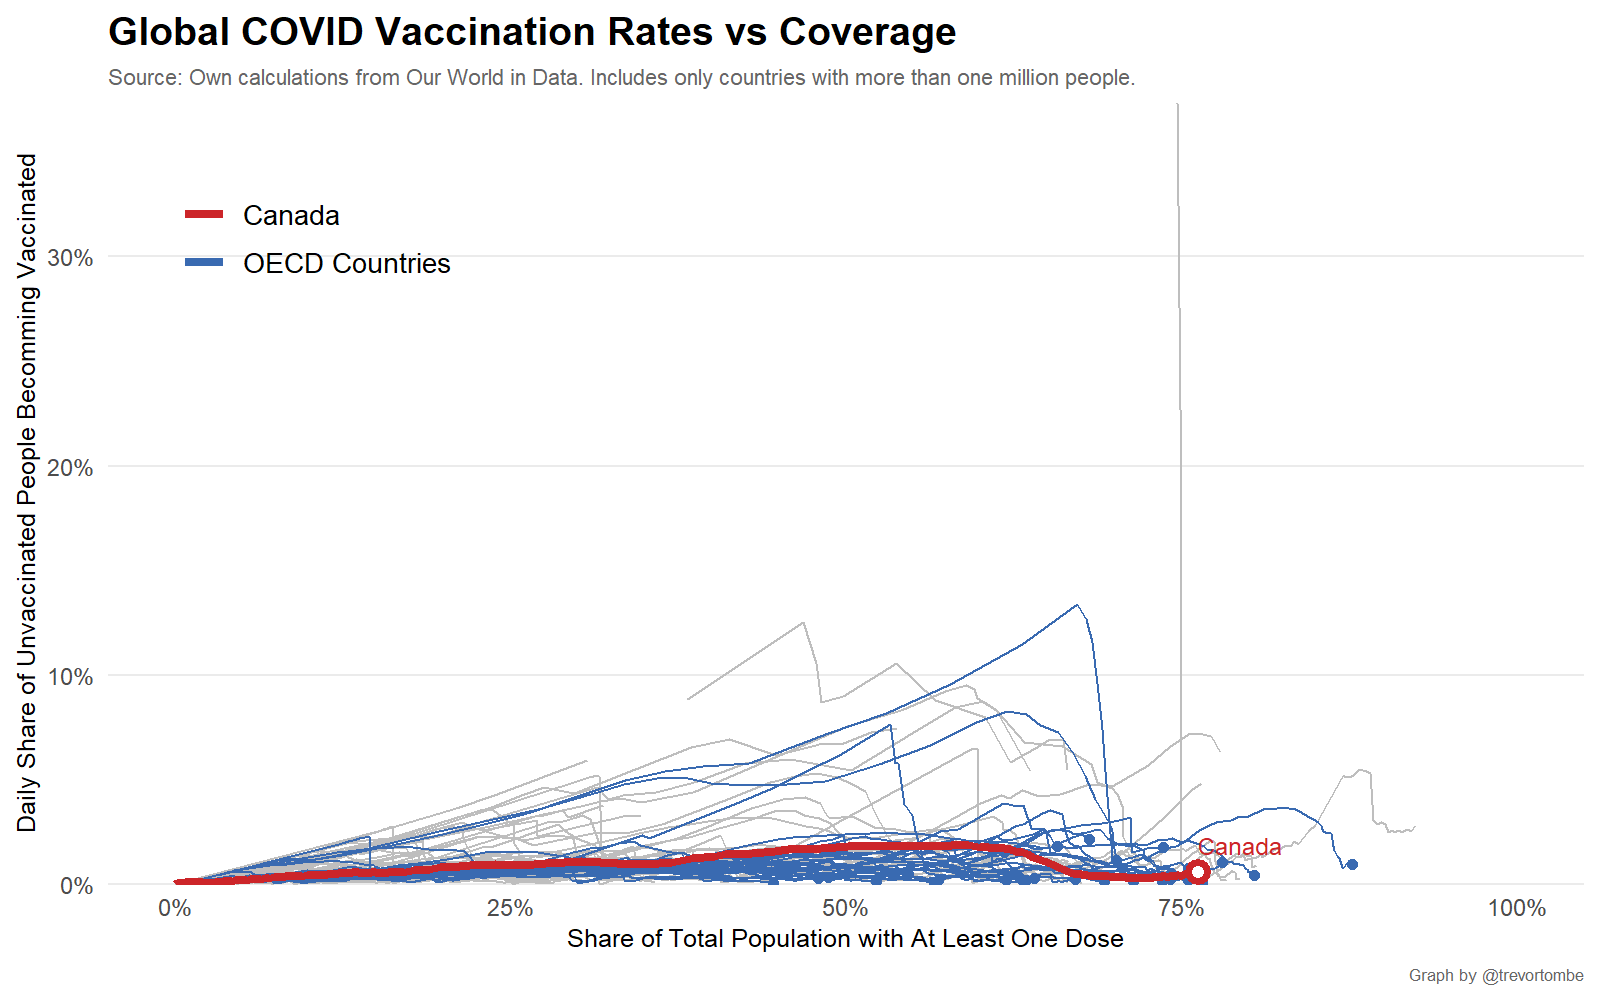 Global COVID Vaccination Rates vs Coverage
Source: Own calculations from Our World in Data. Includes only countries with more than one million people.
Daily Share of Unvaccinated People Becomming Vaccinated
Canada
OECD Countries
30%
20%
10%
0%
Canada
0%
25%
50%
75%
100%
Share of Total Population with At Least One Dose
Graph by @trevortombe